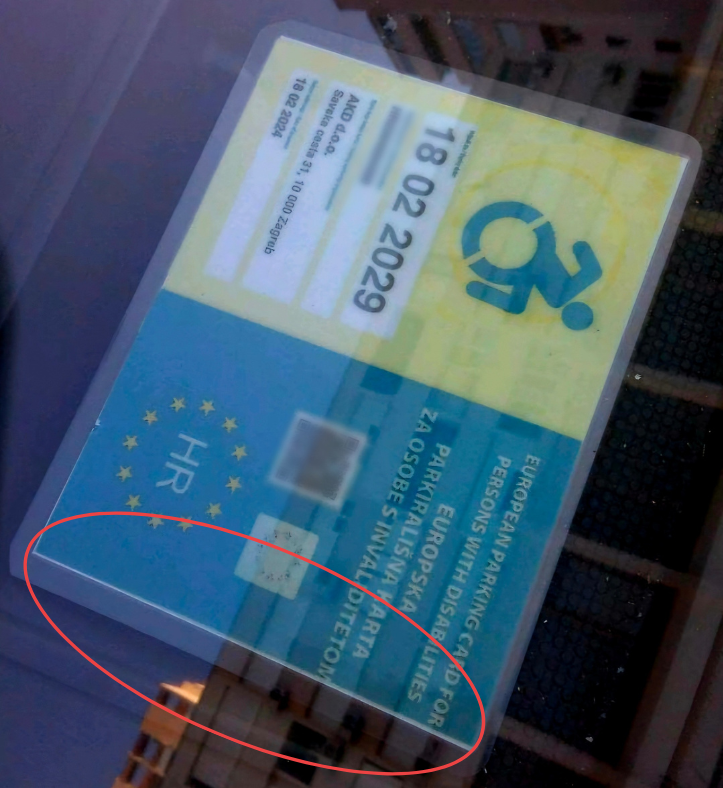 18 02 2029
AKD d.o.o.
Savska cesta 31, 10 000 Zagreb
18 02 2024
HR
EUROPSKA
PARKIRALIŠNA KARTA
ZA OSOBE S INVALIDITETOM
EUROPEAN PARKING CARD FOR
PERSONS WITH DISABILITIES